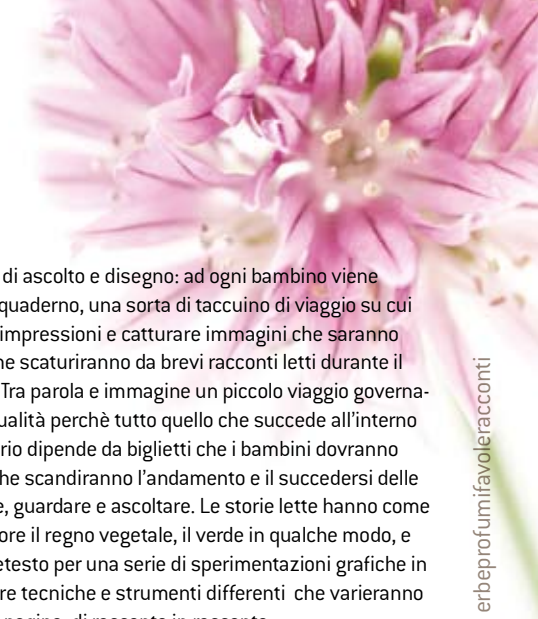 di ascolto e disegno: ad ogni bambino viene
quaderno, una sorta di taccuino di viaggio su cui
impressioni e catturare immagini che saranno
ne scaturiranno da brevi racconti letti durante il
Tra parola e immagine un piccolo viaggio governa-
ualità perchè tutto quello che succede all'interno
rio dipende da biglietti che i bambini dovranno
he scandiranno l'andamento e il succedersi delle
e, guardare e ascoltare. Le storie lette hanno come
ore il regno vegetale, il verde in qualche modo, e
etesto per una serie di sperimentazioni grafiche in
re tecniche e strumenti differenti che varieranno
erbeprofumifavoleracconti